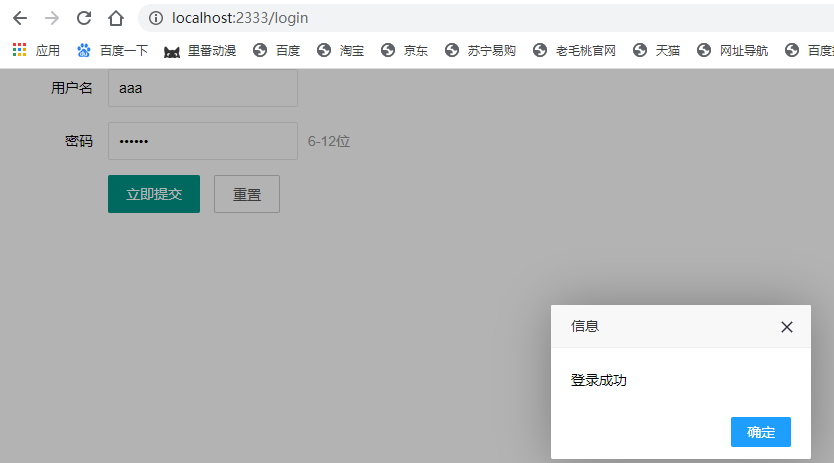 localhost:2333/login
应用 百度一下 里番动漫 百度 淘宝 京东 苏宁易购 老毛桃官网 天猫 网址导航
用户名 aaa
密码 •••••• 6-12位
立即提交 重置
信息
登录成功
确定